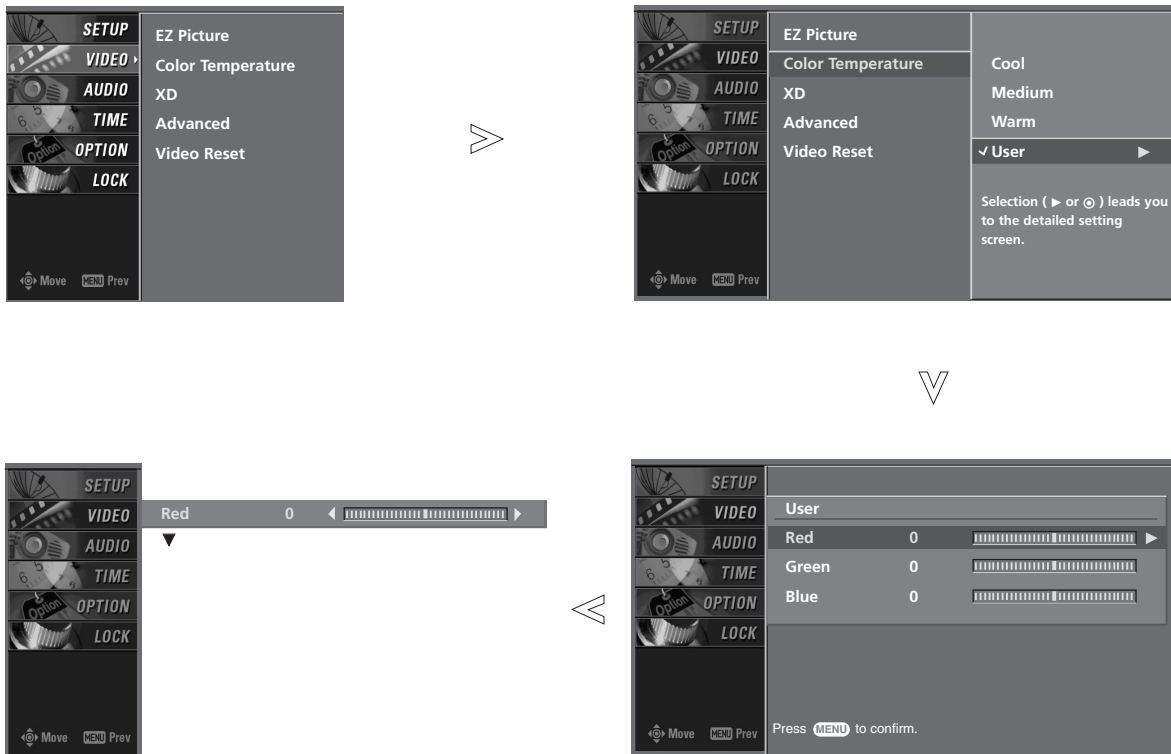 SETUP
VIDEO
AUDIO
TIME
OPTION
LOCK
Move MENU Prev
EZ Picture
Color Temperature
XD
Advanced
Video Reset
SETUP
VIDEO
AUDIO
TIME
OPTION
LOCK
Move MENU Prev
EZ Picture
Color Temperature
XD
Advanced
Video Reset
Cool
Medium
Warm
✓ User ▶
Selection ( ▶ or ◉ ) leads you
to the detailed setting
screen.
SETUP
VIDEO
AUDIO
TIME
OPTION
LOCK
Move MENU Prev
User
Red 0
Green 0
Blue 0
Press MENU to confirm.
SETUP
VIDEO
AUDIO
TIME
OPTION
LOCK
Move MENU Prev
Red 0